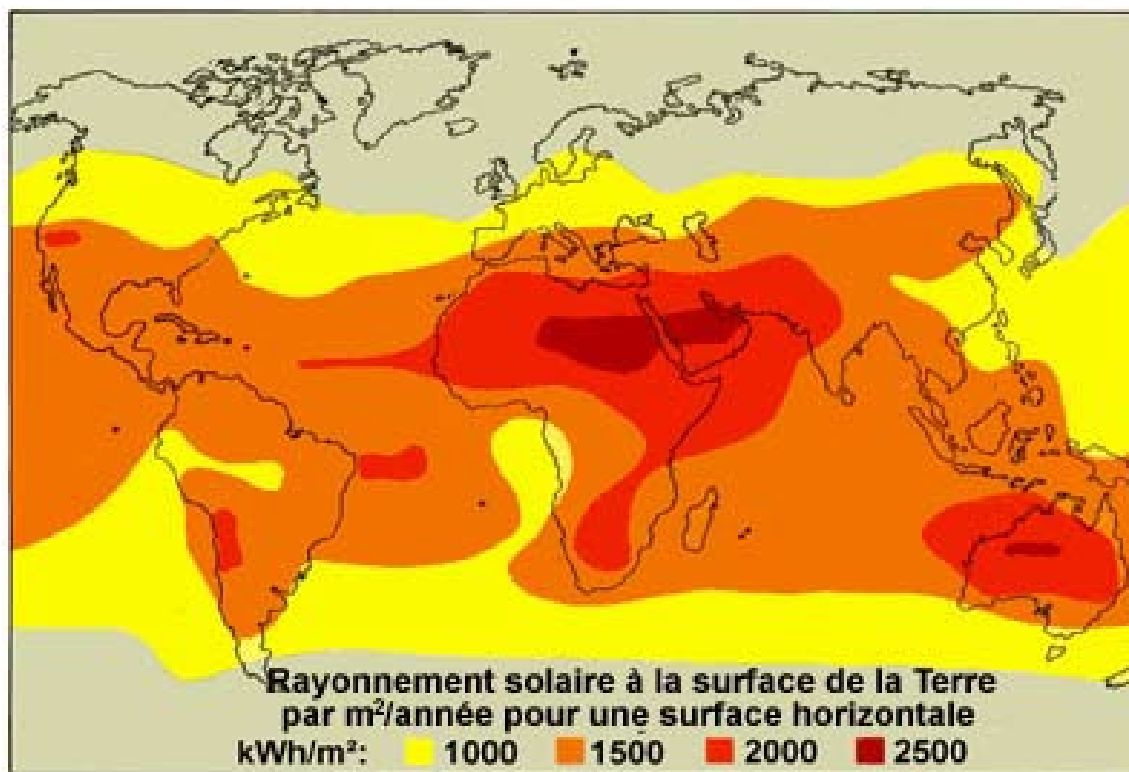 Rayonnement solaire à la surface de la Terre
par m²/année pour une surface horizontale
kWh/m²: 1000 1500 2000 2500